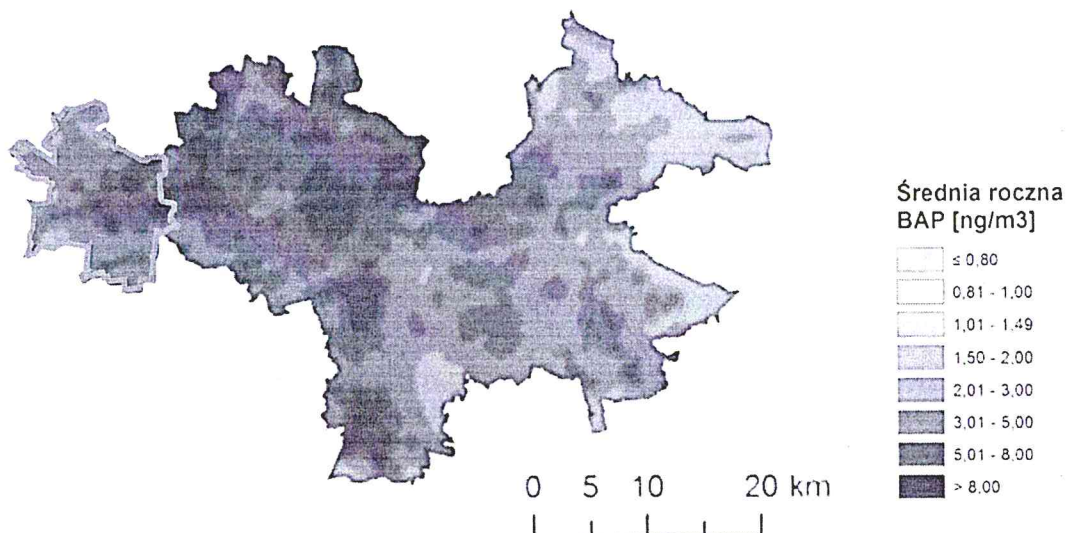 Średnia roczna
BAP [ng/m3]
≤ 0,80
0,81 - 1,00
1,01 - 1,49
1,50 - 2,00
2,01 - 3,00
3,01 - 5,00
5,01 - 8,00
> 8,00
0 5 10 20 km